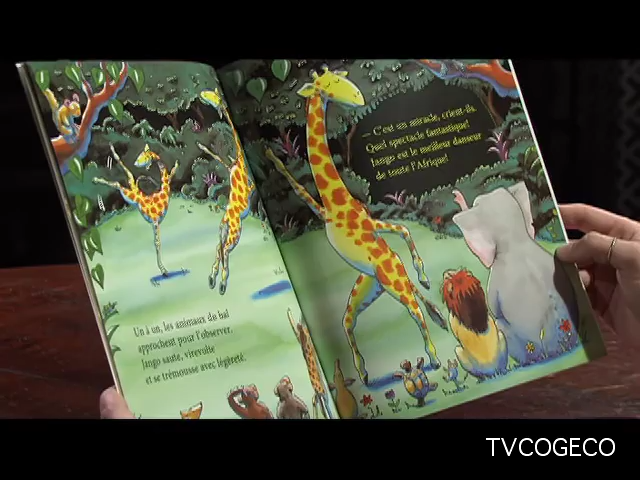 Un à un, les animaux du bal
approchent pour l'observer.
Jango saute, virevolte
et se trémousse avec légèreté.
— C'est un miracle, crient-ils.
Quel spectacle fantastique!
Jango est le meilleur danseur
de toute l'Afrique!
TVCOGECO